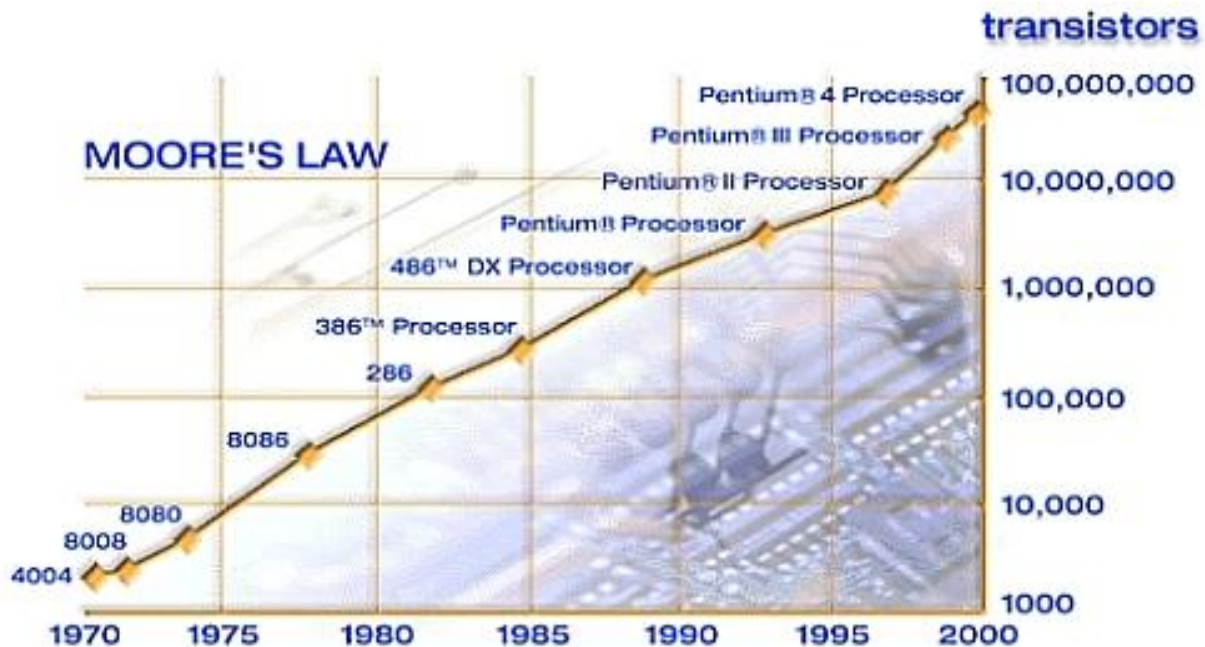 transistors
100,000,000
Pentium® 4 Processor
MOORE'S LAW
Pentium® III Processor
Pentium® II Processor
10,000,000
Pentium® Processor
486™ DX Processor
1,000,000
386™ Processor
286
100,000
8086
10,000
8080
8008
4004
1000
1970 1975 1980 1985 1990 1995 2000